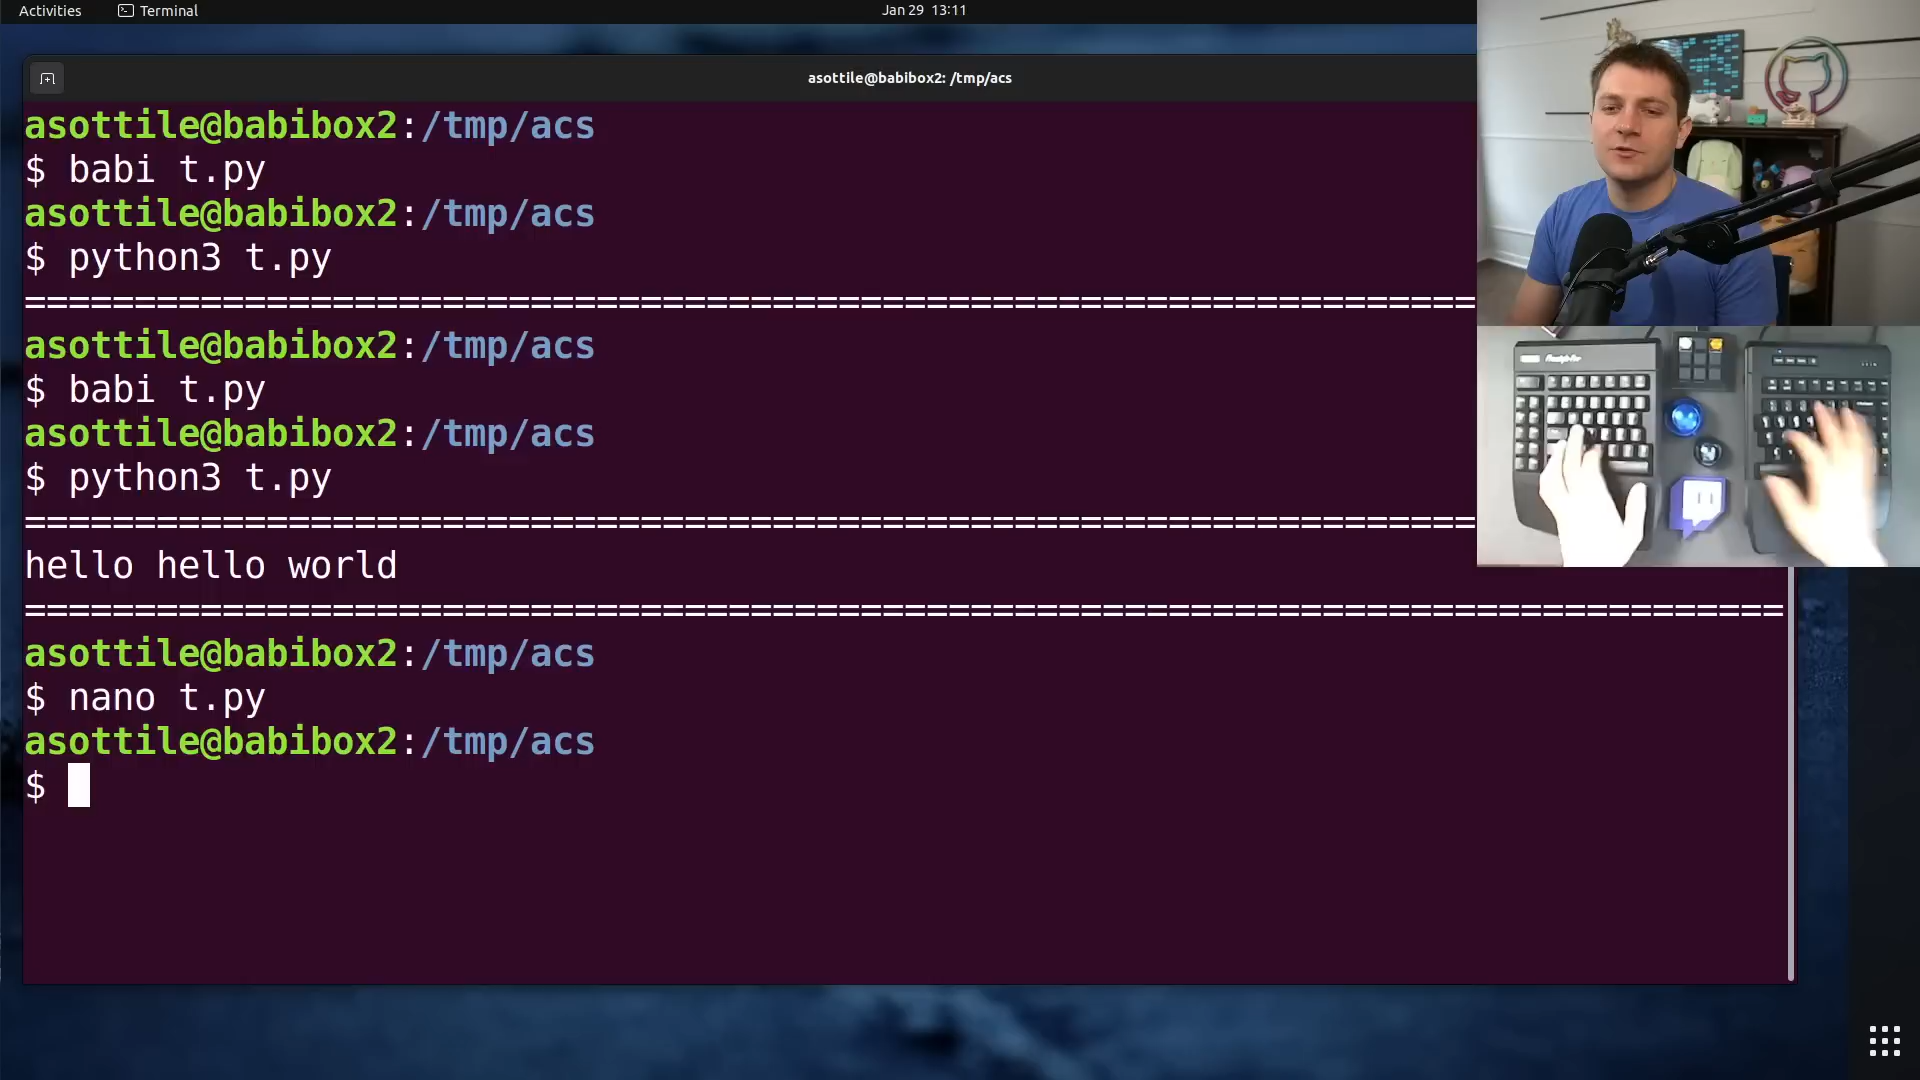 Activities
Terminal
Jan 29 13:11
asottile@babibox2: /tmp/acs
asottile@babibox2:/tmp/acs
$ babi t.py
asottile@babibox2:/tmp/acs
$ python3 t.py
===================================================================
asottile@babibox2:/tmp/acs
$ babi t.py
asottile@babibox2:/tmp/acs
$ python3 t.py
===================================================================
hello hello world
================================================================================
asottile@babibox2:/tmp/acs
$ nano t.py
asottile@babibox2:/tmp/acs
$